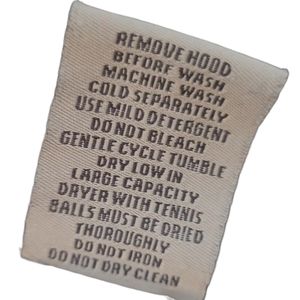 REMOVE HOOD
BEFORE WASH
MACHINE WASH
COLD SEPARATELY
USE MILD DETERGENT
DO NOT BLEACH
GENTLE CYCLE TUMBLE
DRY LOW IN
LARGE CAPACITY
DRYER WITH TENNIS
BALLS MUST BE DRIED
THOROUGHLY
DO NOT IRON
DO NOT DRY CLEAN